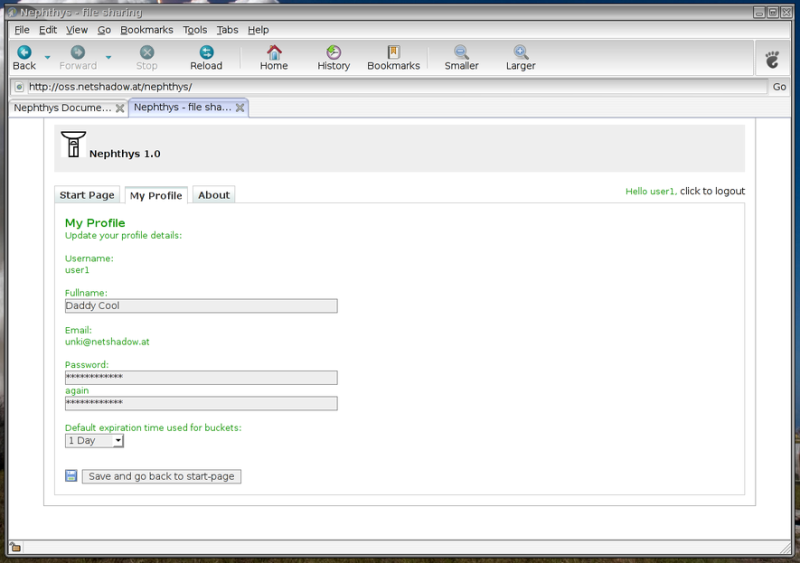 Nephthys - file sharing
File Edit View Go Bookmarks Tools Tabs Help
Back Forward Stop Reload Home History Bookmarks Smaller Larger
http://oss.netshadow.at/nephthys/ Go
Nephthys Docume... Nephthys - file sha...
Nephthys 1.0
Start Page My Profile About Hello user1, click to logout
My Profile
Update your profile details:
Username:
user1
Fullname:
Daddy Cool
Email:
unki@netshadow.at
Password:
************
again
************
Default expiration time used for buckets:
1 Day
Save and go back to start-page